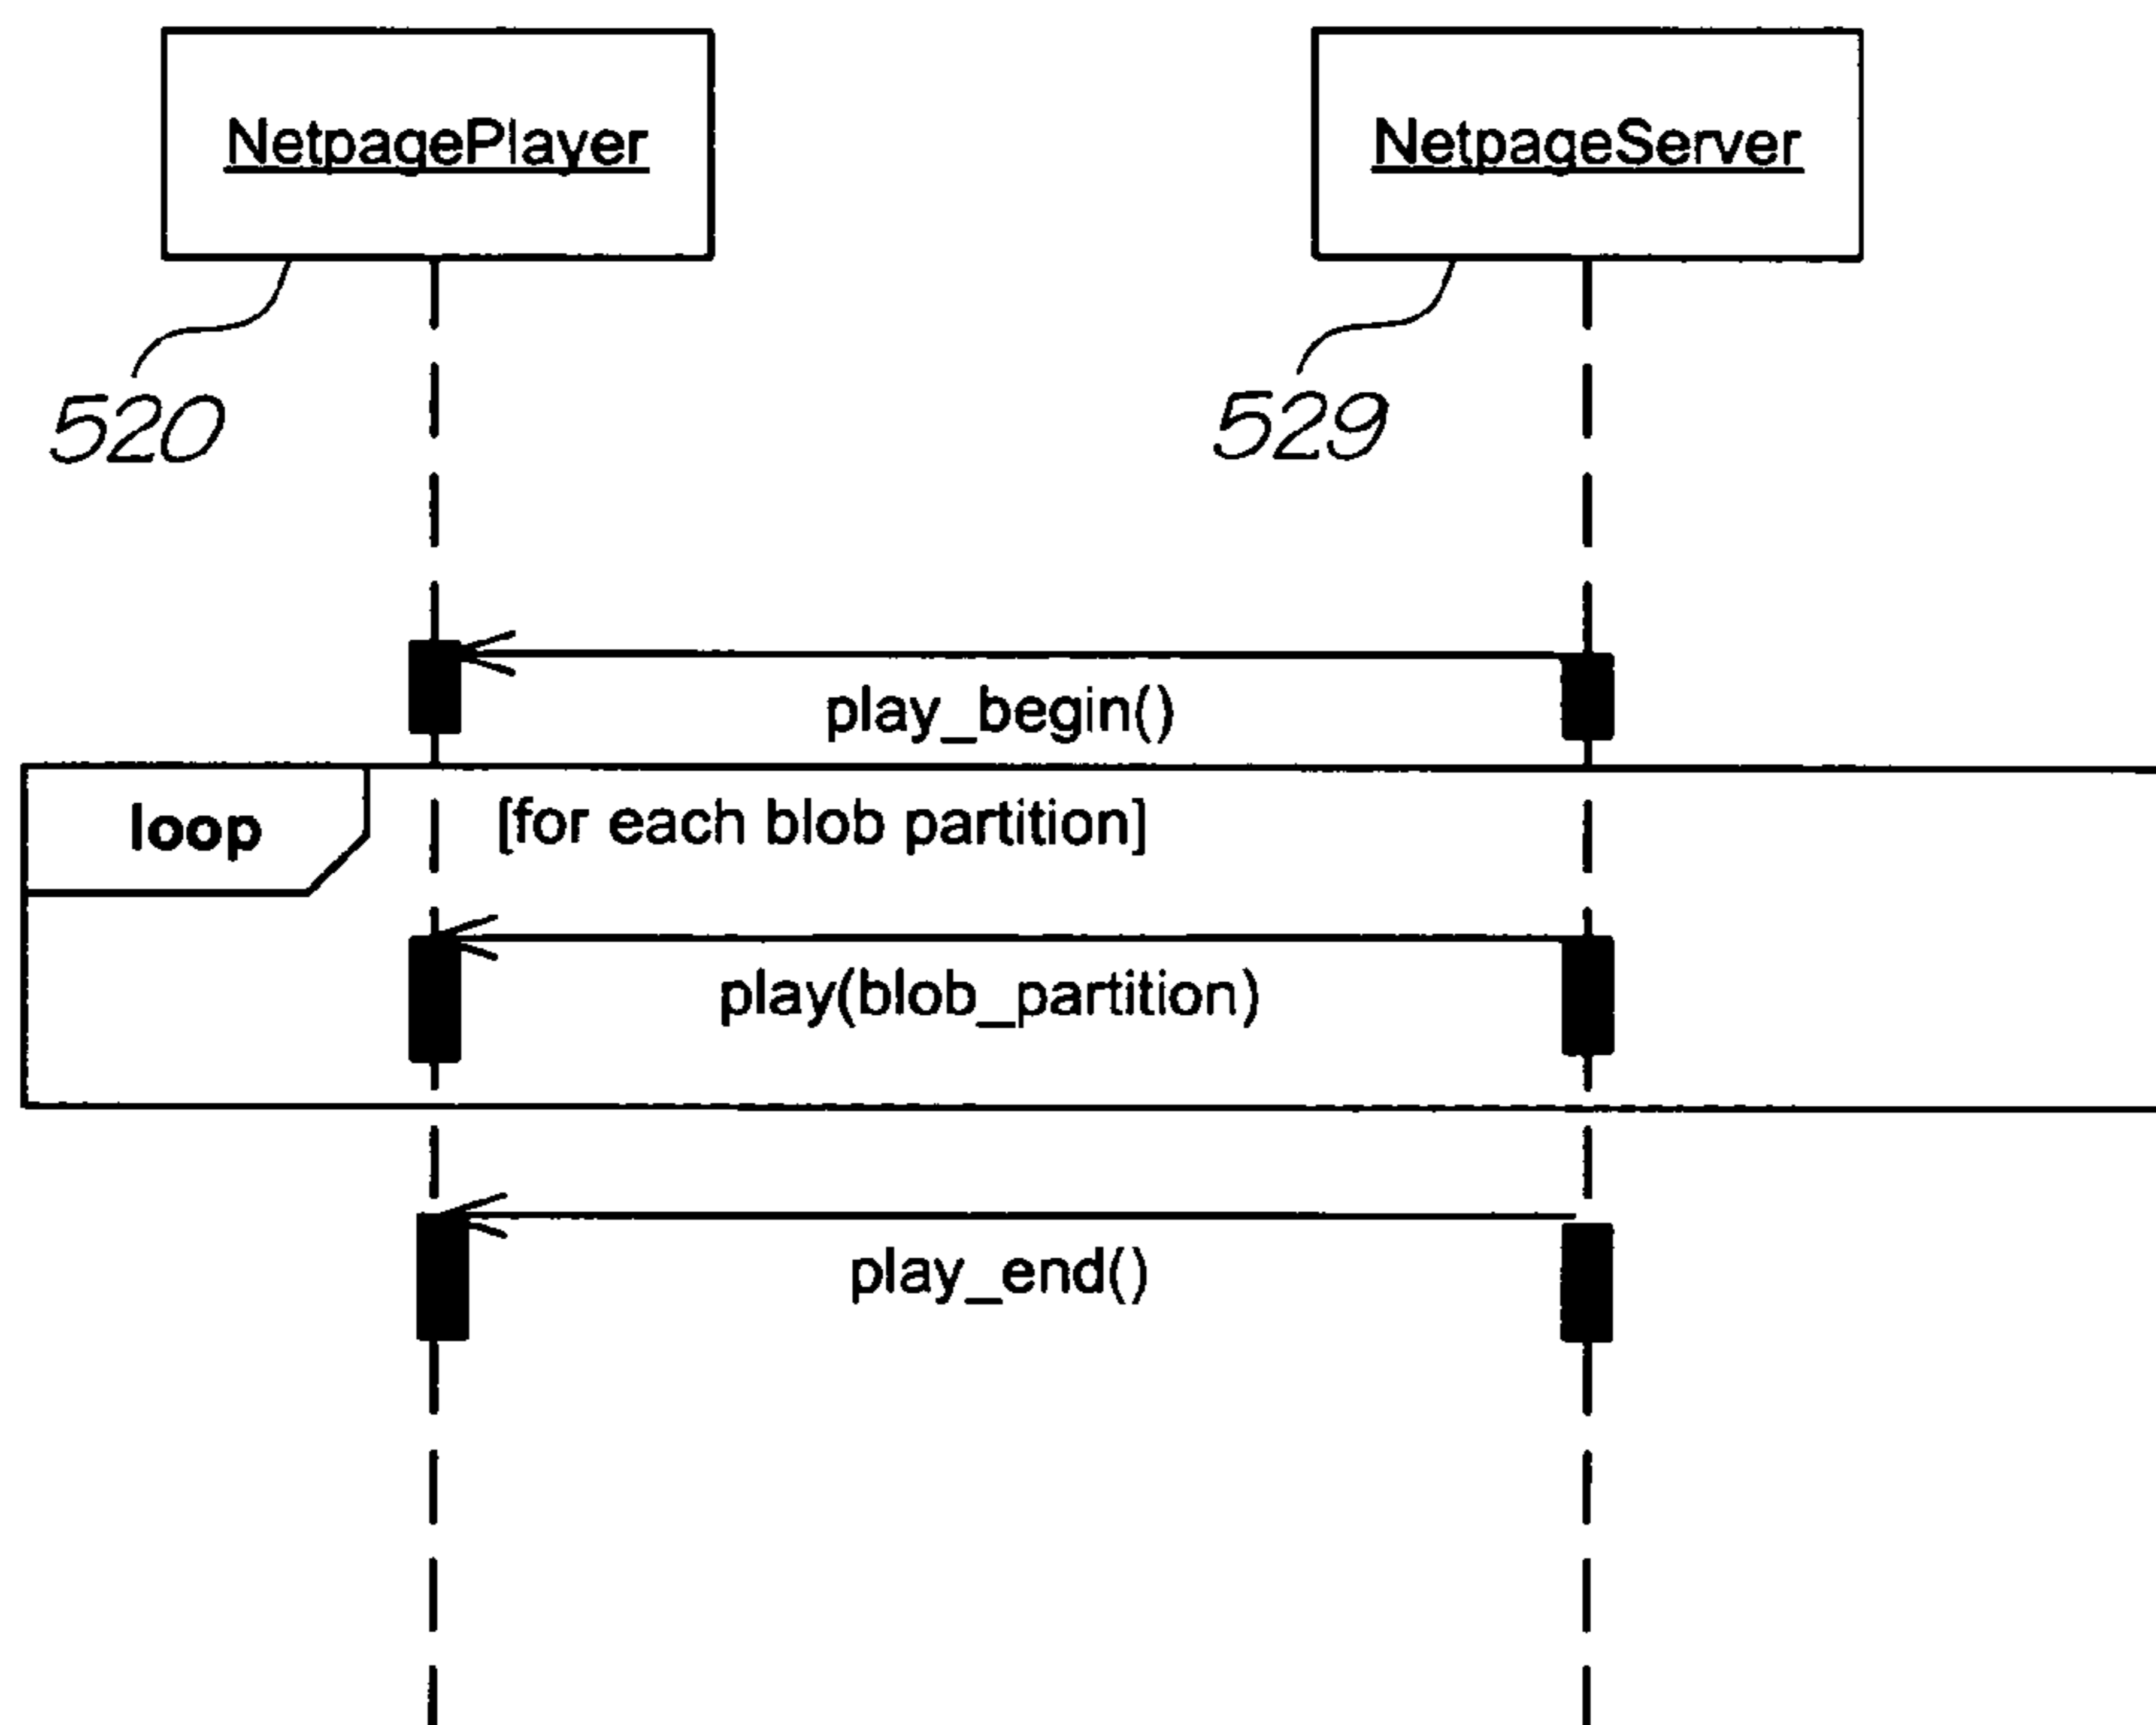 NetpagePlayer
NetpageServer
520
529
play_begin()
loop
[for each blob partition]
play(blob_partition)
play_end()